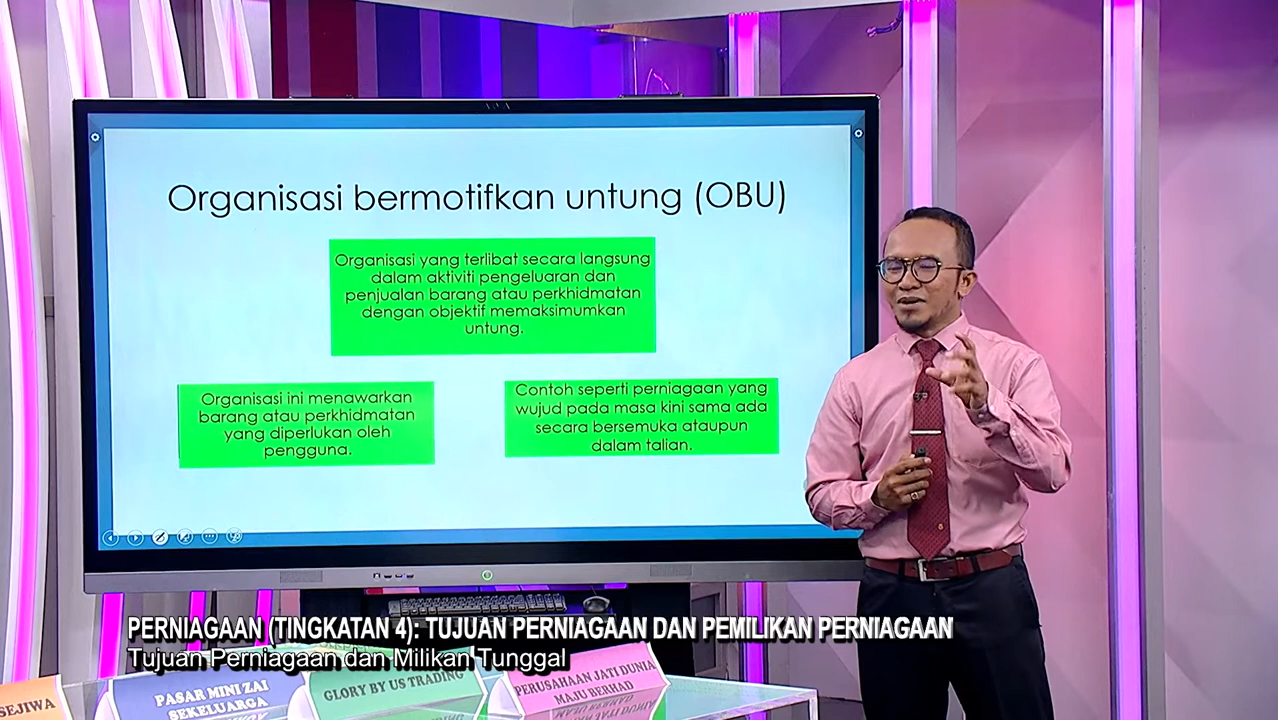 Organisasi bermotifkan untung (OBU)
Organisasi yang terlibat secara langsung
dalam aktiviti pengeluaran dan
penjualan barang atau perkhidmatan
dengan objektif memaksimumkan
untung.
Organisasi ini menawarkan
barang atau perkhidmatan
yang diperlukan oleh
pengguna.
Contoh seperti perniagaan yang
wujud pada masa kini sama ada
secara bersemuka ataupun
dalam talian.
PERNIAGAAN (TINGKATAN 4): TUJUAN PERNIAGAAN DAN PEMILIKAN PERNIAGAAN
Tujuan Perniagaan dan Milikan Tunggal
SEJIWA
PASAR MINI ZAI
SEKELUARGA
GLORY BY US TRADING
PERUSAHAAN JATI DUNIA
MAJU BERHAD